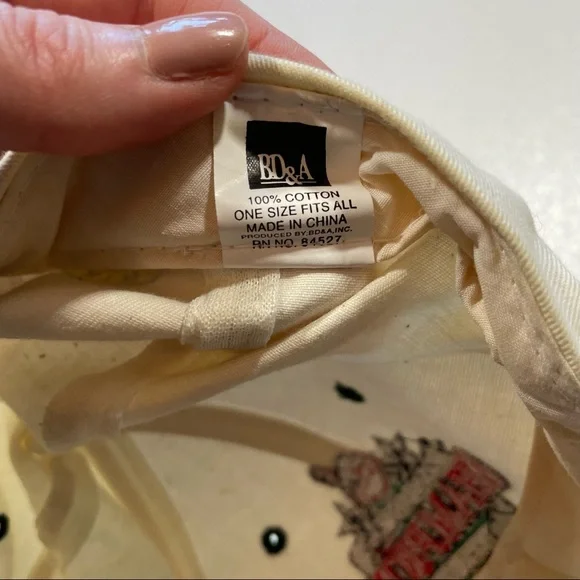 BD&A
100% COTTON
ONE SIZE FITS ALL
MADE IN CHINA
PRODUCED BY.BD&A,INC.
RN NO. 84527